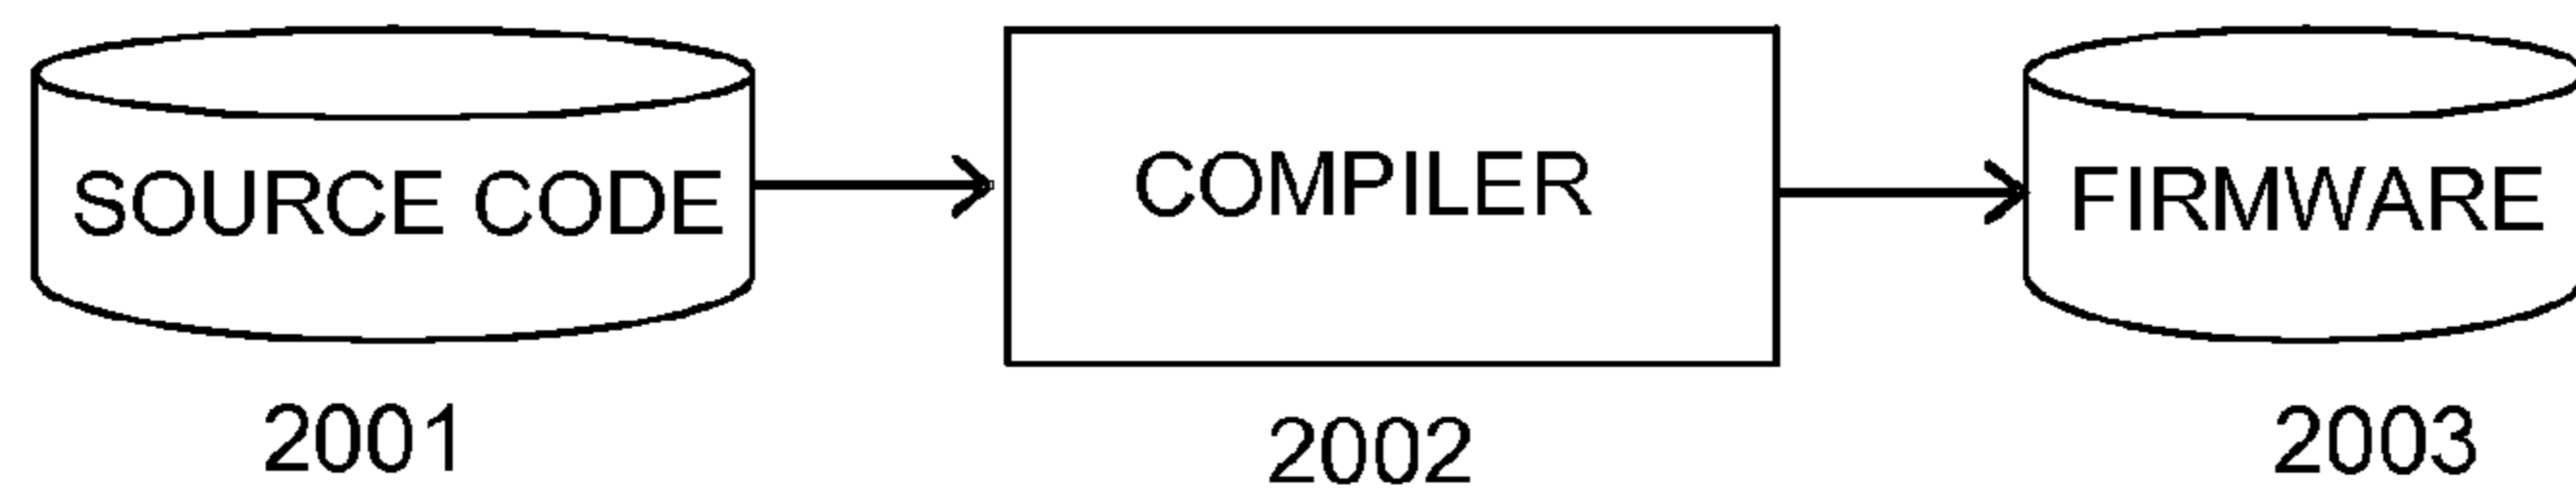 SOURCE CODE
COMPILER
FIRMWARE
2001
2002
2003